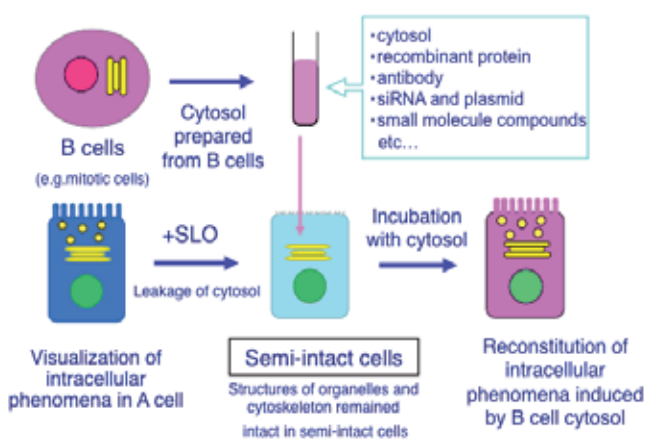 B cells
(e.g.mitotic cells)
Cytosol
prepared
from B cells
•cytosol
•recombinant protein
•antibody
•siRNA and plasmid
•small molecule compounds
etc…
+SLO
Leakage of cytosol
Incubation
with cytosol
Visualization of
intracellular
phenomena in A cell
Semi-intact cells
Structures of organelles and
cytoskeleton remained
intact in semi-intact cells
Reconstitution of
intracellular
phenomena induced
by B cell cytosol